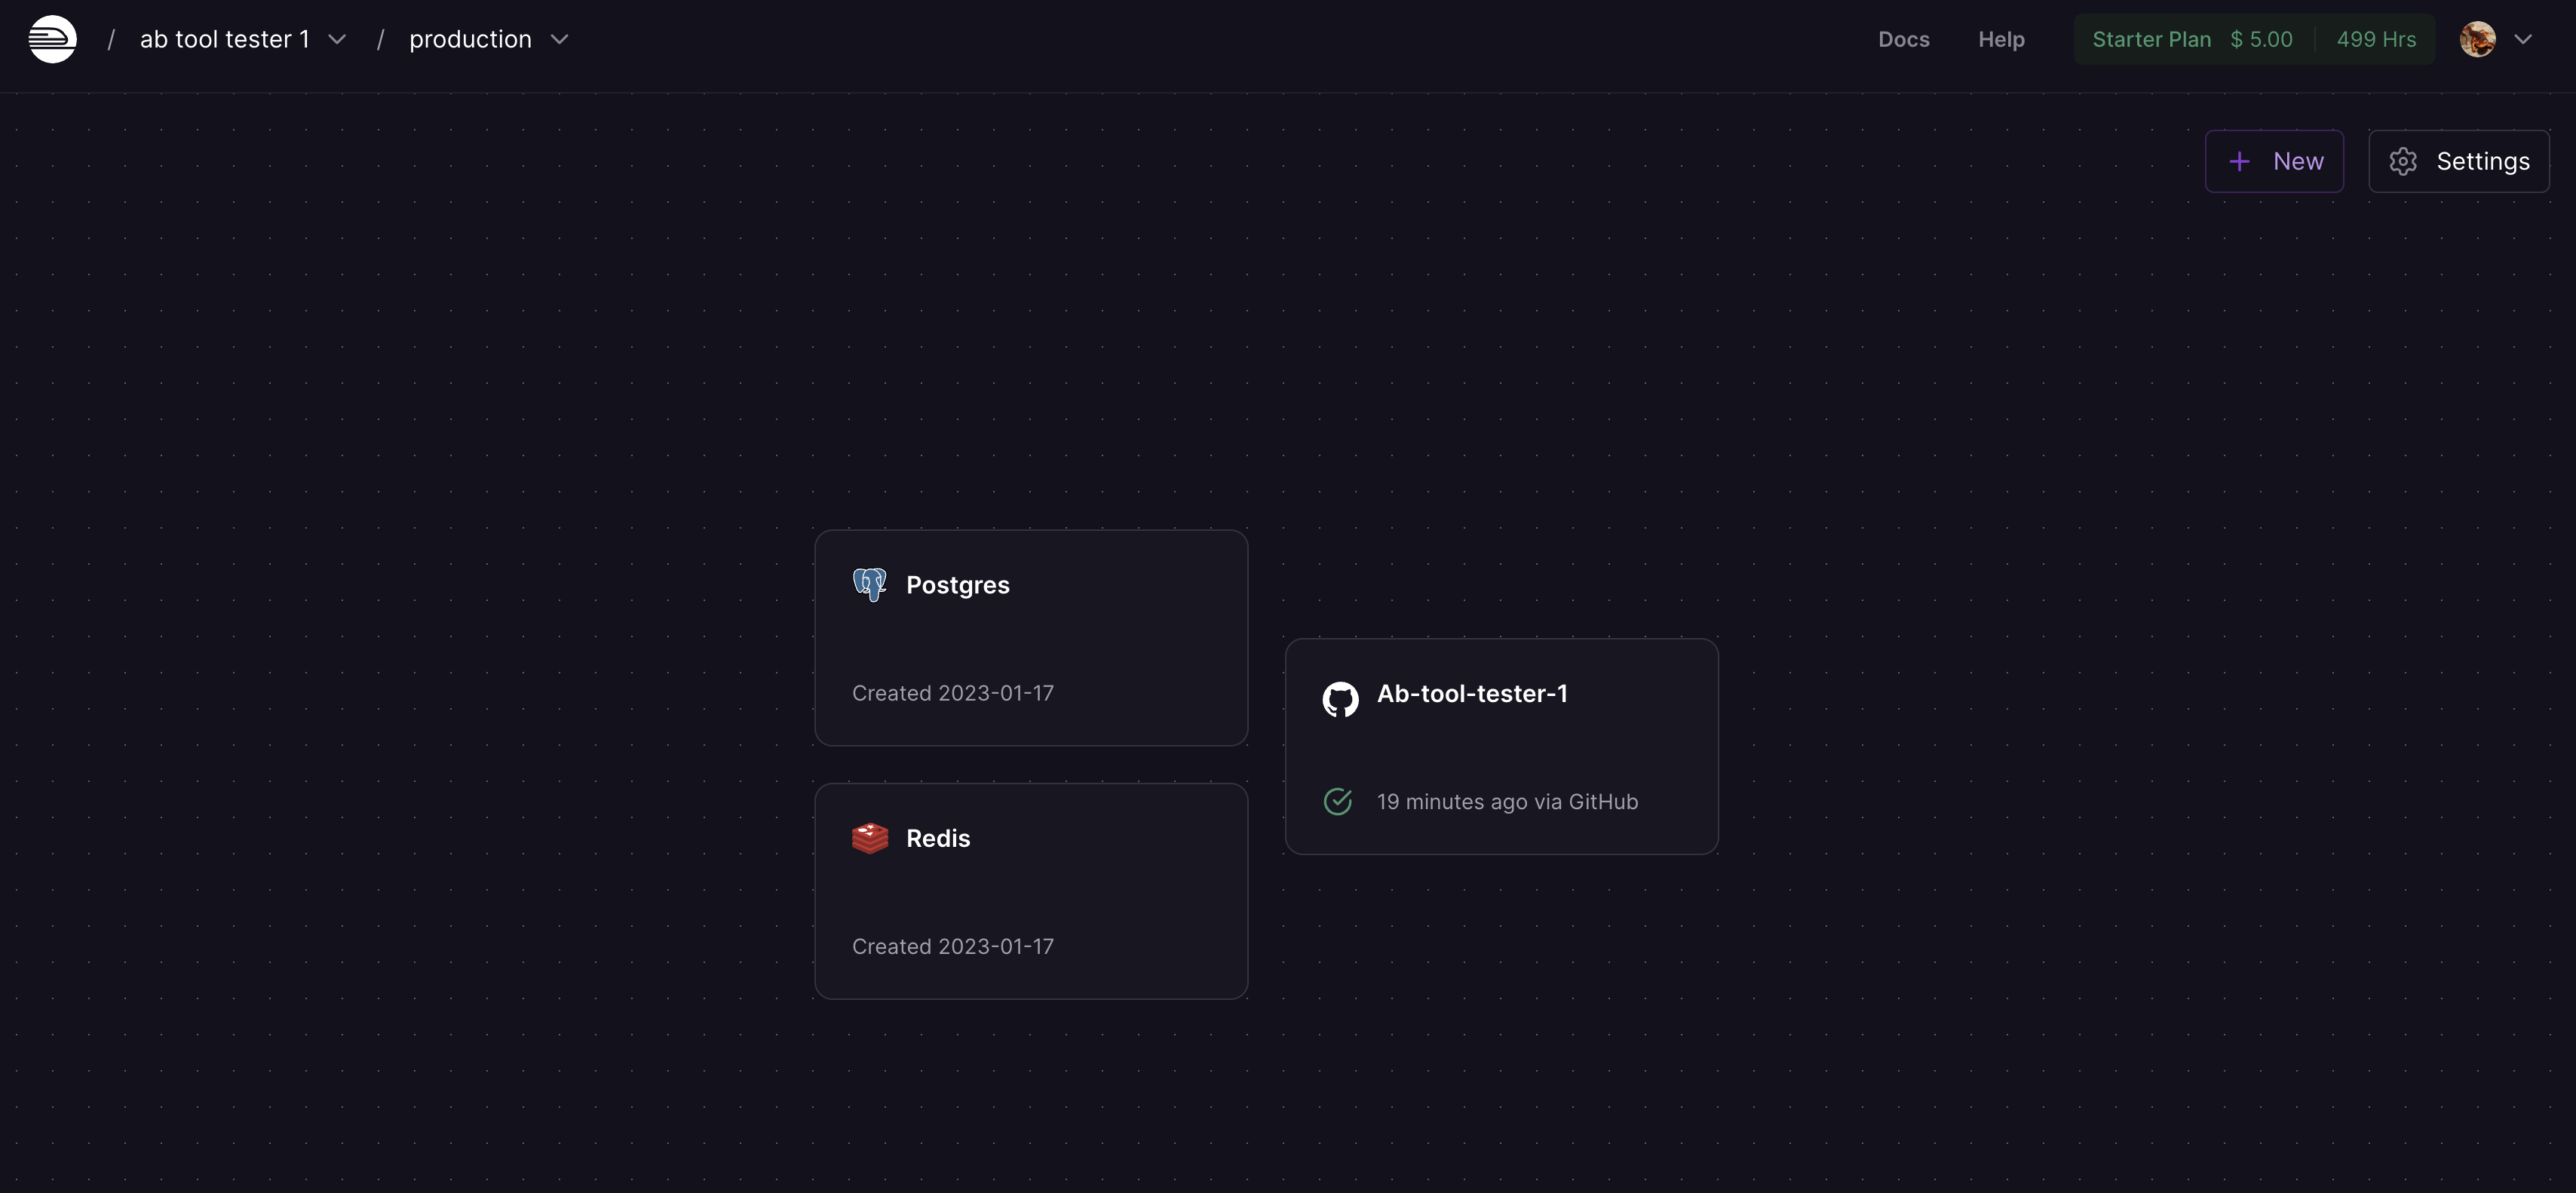 / ab tool tester 1 / production
Docs Help Starter Plan $ 5.00 499 Hrs
New Settings
Postgres
Created 2023-01-17
Ab-tool-tester-1
19 minutes ago via GitHub
Redis
Created 2023-01-17